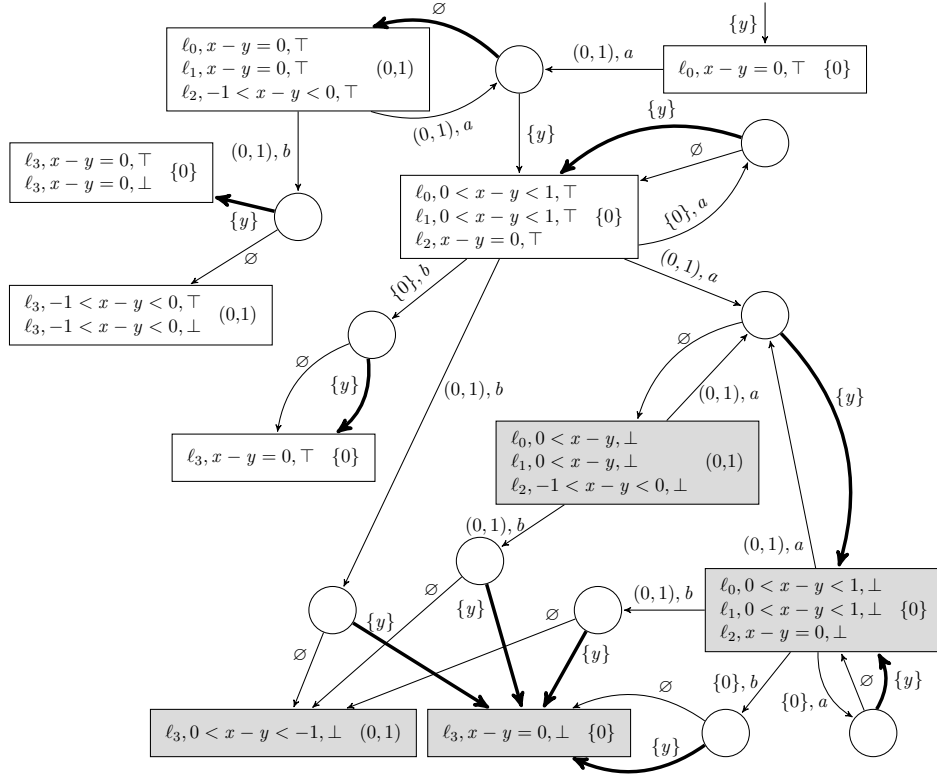 ∅
{y}
ℓ0, x − y = 0, ⊤
ℓ1, x − y = 0, ⊤ (0,1)
ℓ2, −1 < x − y < 0, ⊤
(0, 1), a
ℓ0, x − y = 0, ⊤ {0}
(0, 1), a
{y}
{y}
(0, 1), b
∅
ℓ3, x − y = 0, ⊤
ℓ3, x − y = 0, ⊥ {0}
{y}
ℓ0, 0 < x − y < 1, ⊤
ℓ1, 0 < x − y < 1, ⊤ {0}
ℓ2, x − y = 0, ⊤
{0}, a
∅
{0}, b
(0, 1), a
ℓ3, −1 < x − y < 0, ⊤
ℓ3, −1 < x − y < 0, ⊥ (0,1)
∅
∅
{y}
(0, 1), b
(0, 1), a
{y}
ℓ3, x − y = 0, ⊤ {0}
ℓ0, 0 < x − y, ⊥
ℓ1, 0 < x − y, ⊥ (0,1)
ℓ2, −1 < x − y < 0, ⊥
(0, 1), b
(0, 1), a
∅
{y}
(0, 1), b
ℓ0, 0 < x − y < 1, ⊥
ℓ1, 0 < x − y < 1, ⊥ {0}
ℓ2, x − y = 0, ⊥
∅
{y}
∅
{y}
{0}, b
{0}, a
∅
{y}
∅
ℓ3, 0 < x − y < −1, ⊥ (0, 1)
ℓ3, x − y = 0, ⊥ {0}
{y}